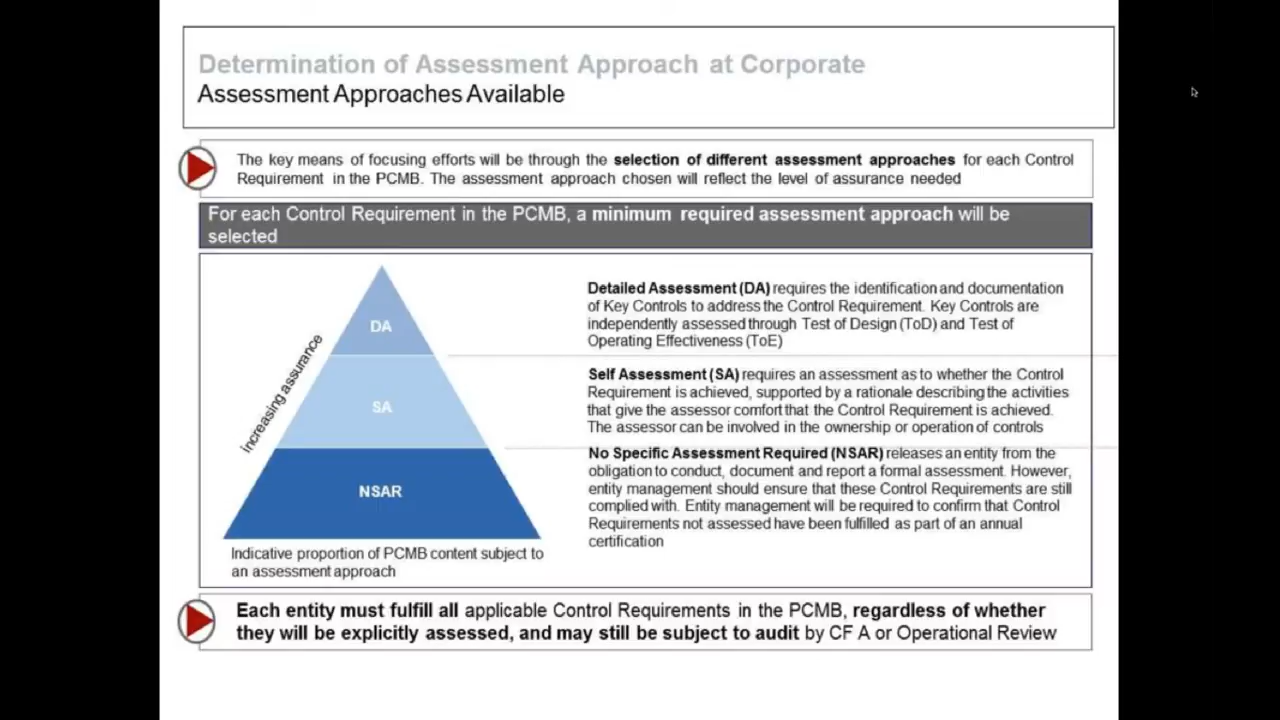 Determination of Assessment Approach at Corporate
Assessment Approaches Available
The key means of focusing efforts will be through the selection of different assessment approaches for each Control
Requirement in the PCMB. The assessment approach chosen will reflect the level of assurance needed
For each Control Requirement in the PCMB, a minimum required assessment approach will be
selected
Increasing assurance
DA
SA
NSAR
Indicative proportion of PCMB content subject to
an assessment approach
Detailed Assessment (DA) requires the identification and documentation
of Key Controls to address the Control Requirement. Key Controls are
independently assessed through Test of Design (ToD) and Test of
Operating Effectiveness (ToE)
Self Assessment (SA) requires an assessment as to whether the Control
Requirement is achieved, supported by a rationale describing the activities
that give the assessor comfort that the Control Requirement is achieved.
The assessor can be involved in the ownership or operation of controls
No Specific Assessment Required (NSAR) releases an entity from the
obligation to conduct, document and report a formal assessment. However,
entity management should ensure that these Control Requirements are still
complied with. Entity management will be required to confirm that Control
Requirements not assessed have been fulfilled as part of an annual
certification
Each entity must fulfill all applicable Control Requirements in the PCMB, regardless of whether
they will be explicitly assessed, and may still be subject to audit by CF A or Operational Review